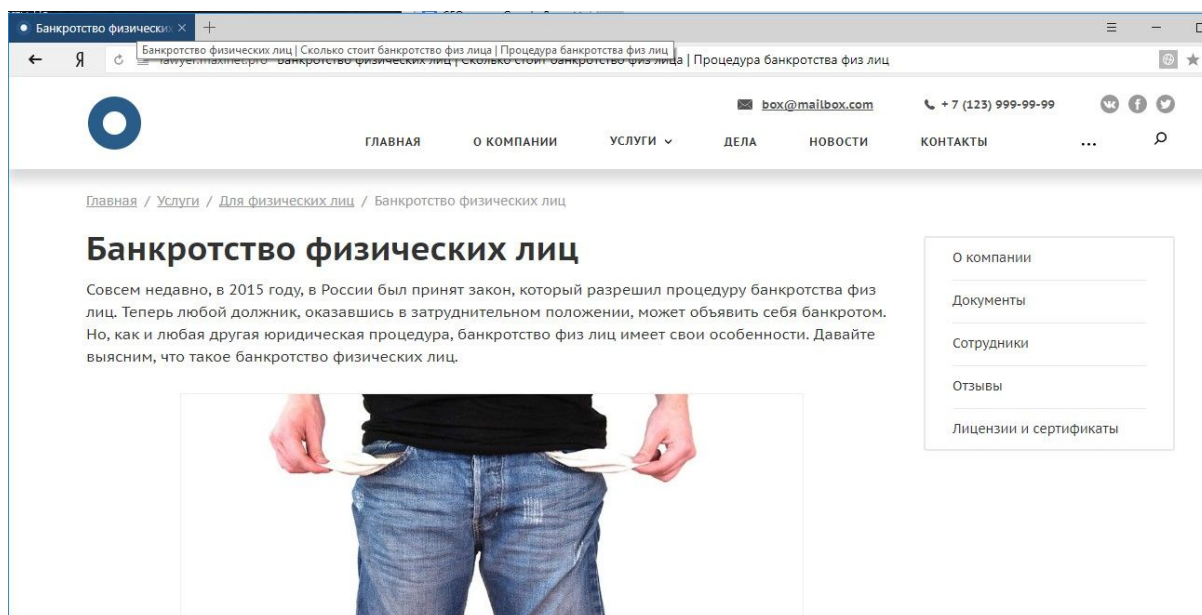 Банкротство физически
Банкротство физических лиц | Сколько стоит банкротство физ лица | Процедура банкротства физ лиц
Я
lawyer.maxinet.pro Банкротство физических лиц | Сколько стоит банкротство физ лица | Процедура банкротства физ лиц
box@mailbox.com
+ 7 (123) 999-99-99
ГЛАВНАЯ
О КОМПАНИИ
УСЛУГИ
ДЕЛА
НОВОСТИ
КОНТАКТЫ
...
Главная / Услуги / Для физических лиц / Банкротство физических лиц
Банкротство физических лиц
Совсем недавно, в 2015 году, в России был принят закон, который разрешил процедуру банкротства физ
лиц. Теперь любой должник, оказавшись в затруднительном положении, может объявить себя банкротом.
Но, как и любая другая юридическая процедура, банкротство физ лиц имеет свои особенности. Давайте
выясним, что такое банкротство физических лиц.
О компании
Документы
Сотрудники
Отзывы
Лицензии и сертификаты